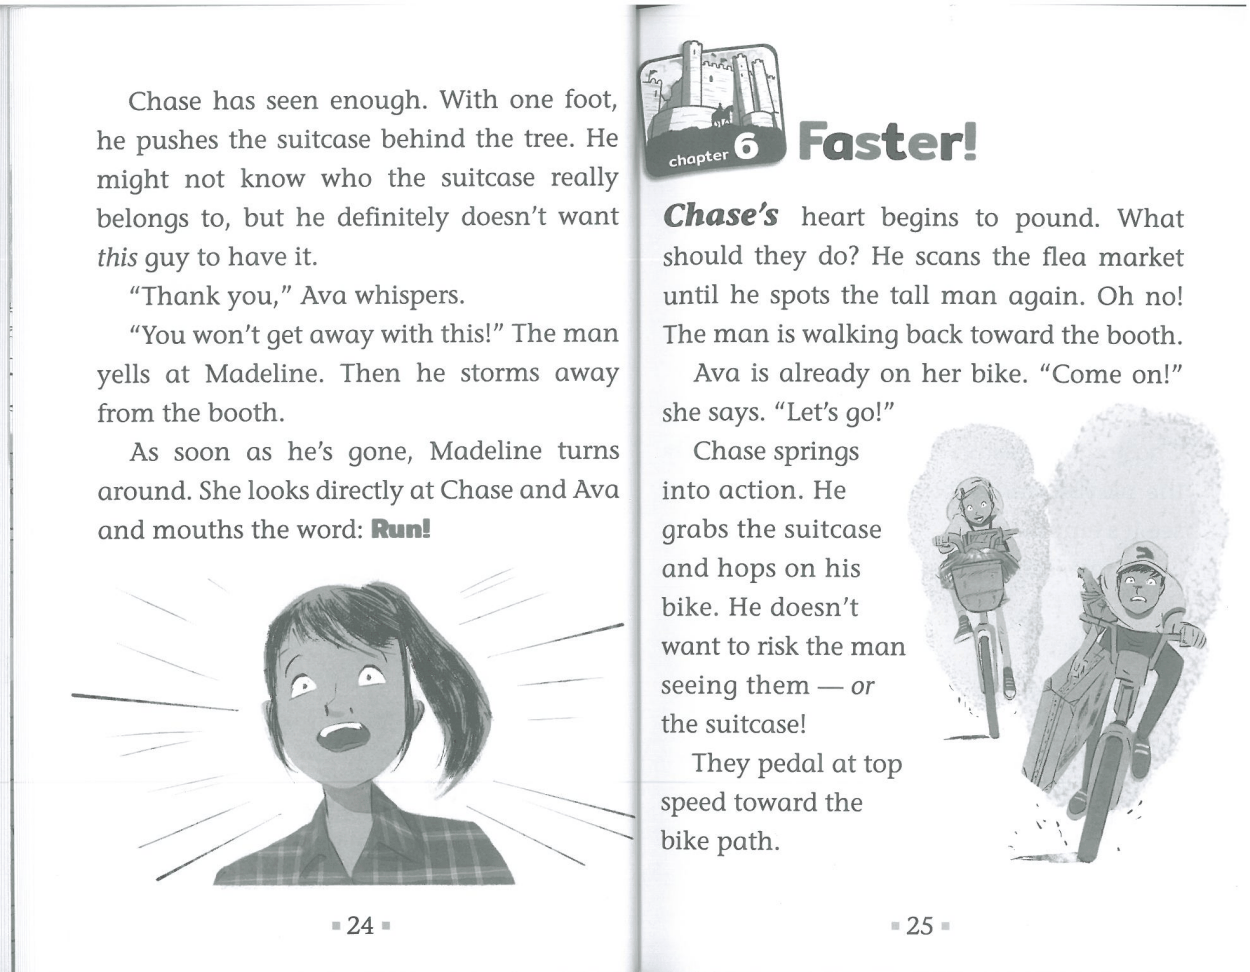 Chase has seen enough. With one foot,
he pushes the suitcase behind the tree. He
might not know who the suitcase really
belongs to, but he definitely doesn't want
this guy to have it.
“Thank you,” Ava whispers.
“You won't get away with this!” The man
yells at Madeline. Then he storms away
from the booth.
As soon as he's gone, Madeline turns
around. She looks directly at Chase and Ava
and mouths the word: Run!
24
chapter 6
Faster!
Chase's heart begins to pound. What
should they do? He scans the flea market
until he spots the tall man again. Oh no!
The man is walking back toward the booth.
Ava is already on her bike. “Come on!”
she says. “Let's go!”
Chase springs
into action. He
grabs the suitcase
and hops on his
bike. He doesn't
want to risk the man
seeing them — or
the suitcase!
They pedal at top
speed toward the
bike path.
25